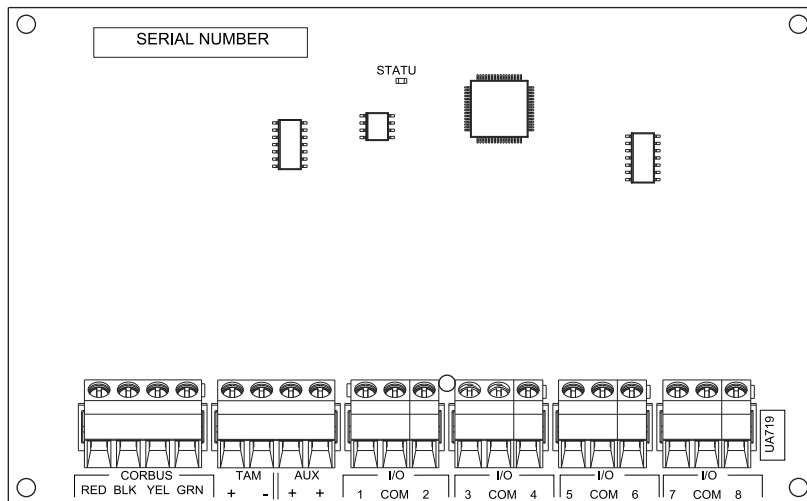 SERIAL NUMBER
STATU
UA719
CORBUS TAM AUX I/O I/O I/O I/O
RED BLK YEL GRN + - + + 1 COM 2 3 COM 4 5 COM 6 7 COM 8